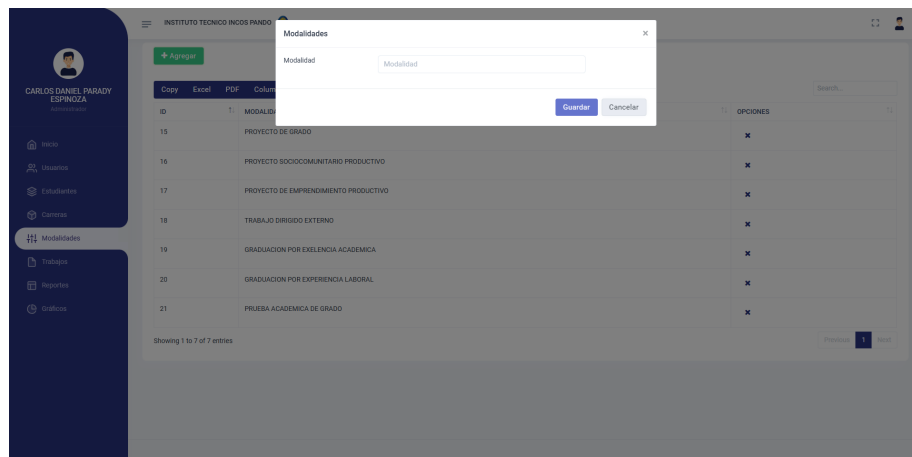 INSTITUTO TECNICO INCOS PANDO
Modalidades
×
Modalidad
Modalidad
Guardar
Cancelar
CARLOS DANIEL PARADY
ESPINOZA
Administrador
Inicio
Usuarios
Estudiantes
Carreras
Modalidades
Trabajos
Reportes
Gráficos
+ Agregar
Copy Excel PDF Colum
Search...
ID MODALIDA OPCIONES
15 PROYECTO DE GRADO
16 PROYECTO SOCIOCOMUNITARIO PRODUCTIVO
17 PROYECTO DE EMPRENDIMIENTO PRODUCTIVO
18 TRABAJO DIRIGIDO EXTERNO
19 GRADUACION POR EXELENCIA ACADEMICA
20 GRADUACION POR EXPERIENCIA LABORAL
21 PRUEBA ACADEMICA DE GRADO
Showing 1 to 7 of 7 entries
Previous 1 Next